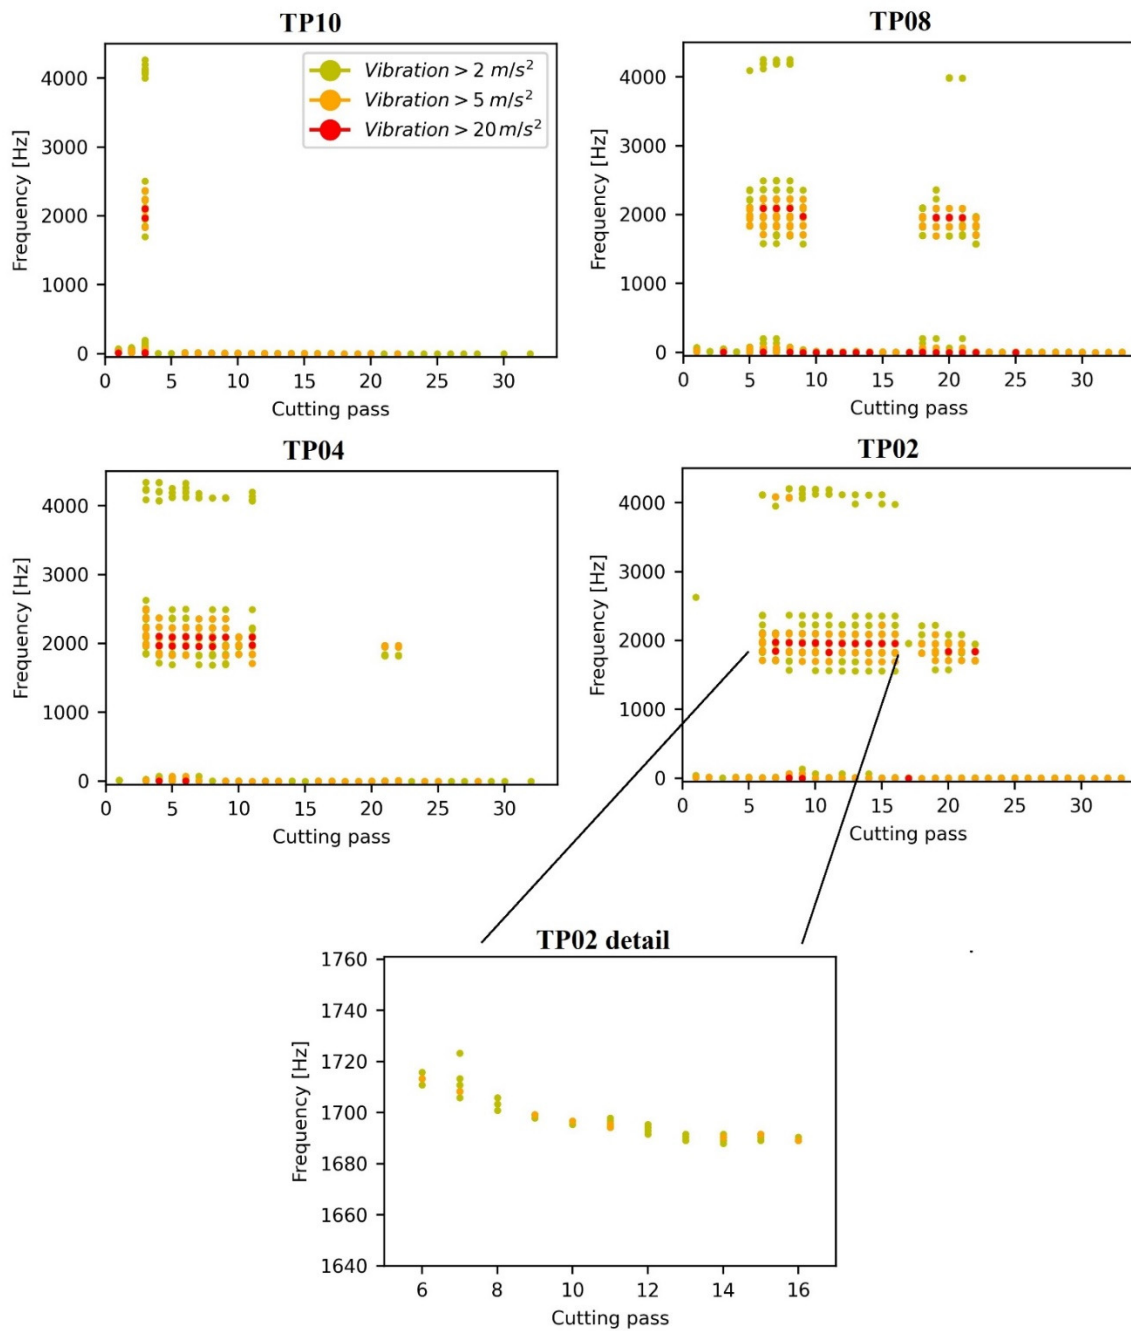 TP10
4000
3000
2000
1000
0
Frequency [Hz]
Vibration > 2 m/s²
Vibration > 5 m/s²
Vibration > 20 m/s²
0 5 10 15 20 25 30
Cutting pass
TP08
4000
3000
2000
1000
0
Frequency [Hz]
0 5 10 15 20 25 30
Cutting pass
TP04
4000
3000
2000
1000
0
Frequency [Hz]
0 5 10 15 20 25 30
Cutting pass
TP02
4000
3000
2000
1000
0
Frequency [Hz]
0 5 10 15 20 25 30
Cutting pass
TP02 detail
1760
1740
1720
1700
1680
1660
1640
Frequency [Hz]
6 8 10 12 14 16
Cutting pass